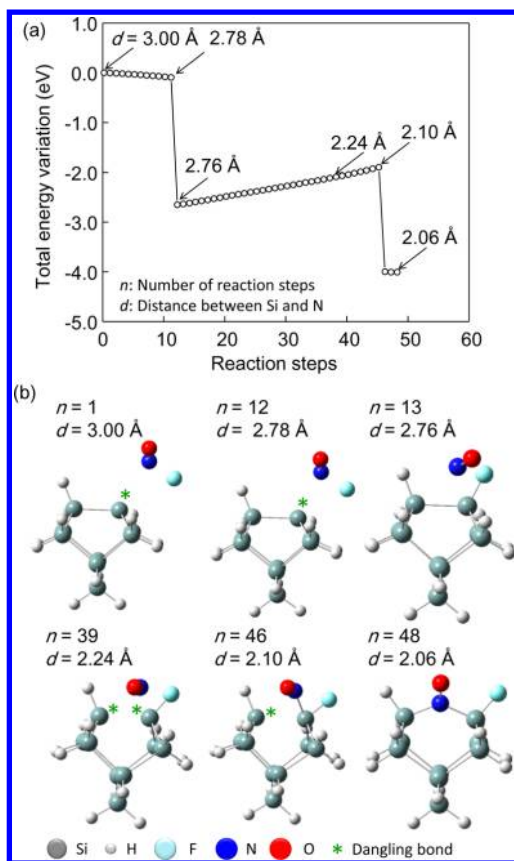 (a)
1.0
0.0
-1.0
-2.0
-3.0
-4.0
-5.0
Total energy variation (eV)
d = 3.00 Å
2.78 Å
2.76 Å
2.24 Å
2.10 Å
2.06 Å
n: Number of reaction steps
d: Distance between Si and N
0 10 20 30 40 50 60
Reaction steps
(b)
n = 1
d = 3.00 Å
n = 12
d = 2.78 Å
n = 13
d = 2.76 Å
*
*
n = 39
d = 2.24 Å
n = 46
d = 2.10 Å
n = 48
d = 2.06 Å
* *
*
Si H F N O * Dangling bond